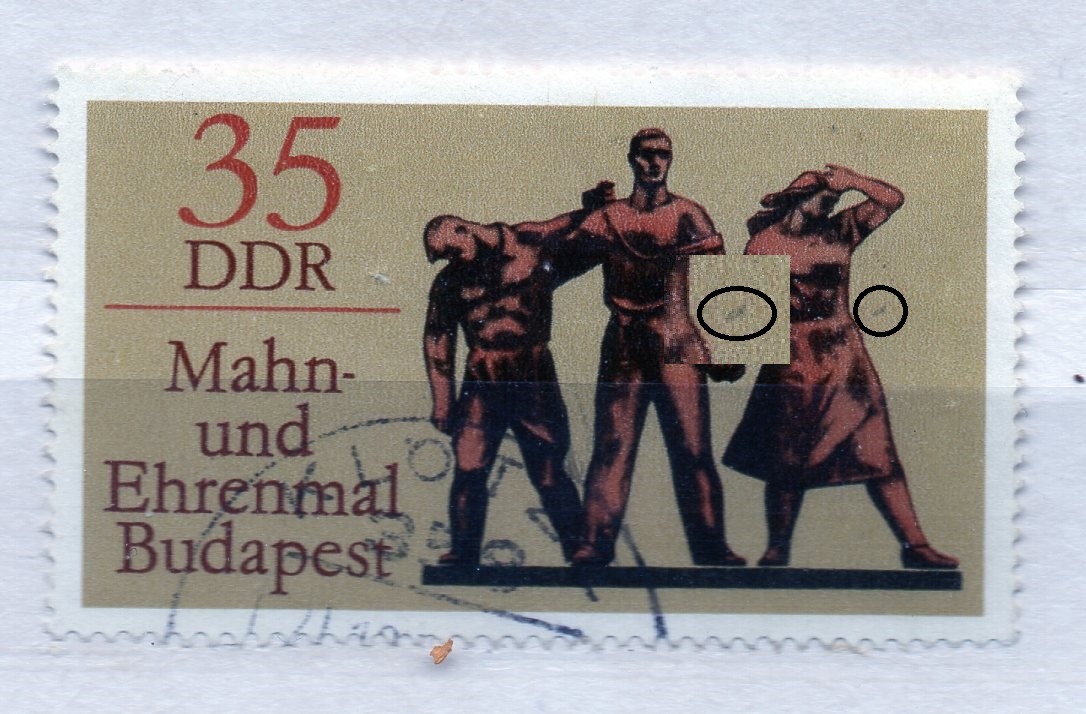 35
DDR
Mahn-
und
Ehrenmal
Budapest